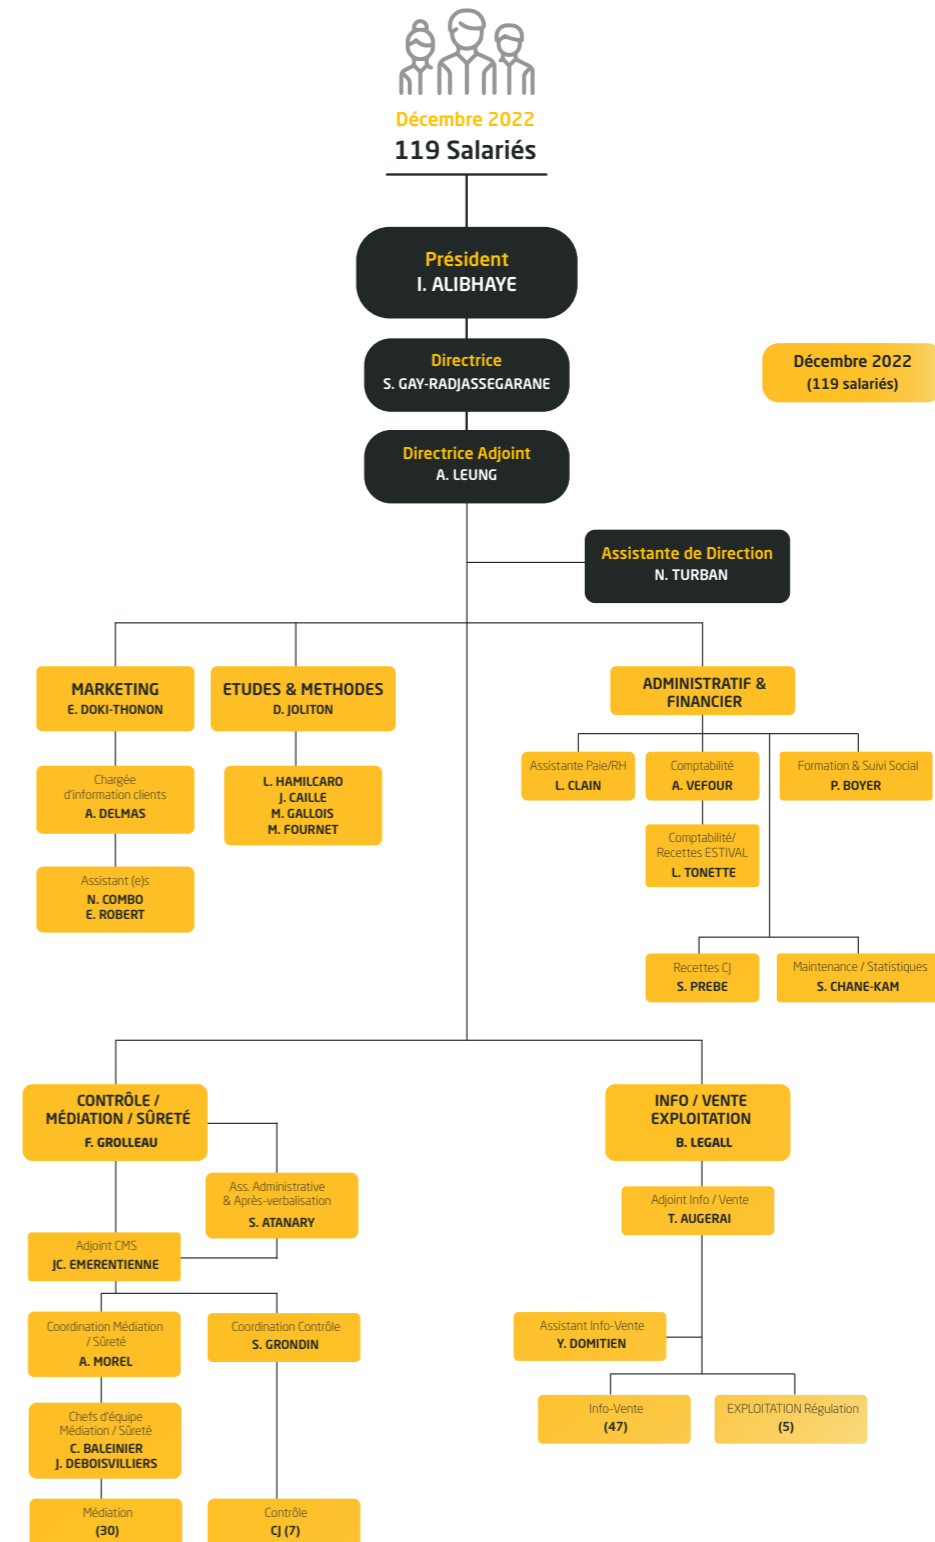 Décembre 2022
119 Salariés
Président
I. ALIBHAYE
Directrice
S. GAY-RADJASSEGARANE
Décembre 2022
(119 salariés)
Directrice Adjoint
A. LEUNG
Assistante de Direction
N. TURBAN
MARKETING
E. DOKI-THONON
ETUDES & METHODES
D. JOLITON
ADMINISTRATIF &
FINANCIER
Chargée
d'information clients
A. DELMAS
L. HAMILCARO
J. CAILLE
M. GALLOIS
M. FOURNET
Assistant (e)s
N. COMBO
E. ROBERT
Assistante Paie/RH
L. CLAIN
Comptabilité
A. VEFOUR
Formation & Suivi Social
P. BOYER
Comptabilité/
Recettes ESTIVAL
L. TONETTE
Recettes CJ
S. PREBE
Maintenance / Statistiques
S. CHANE-KAM
CONTRÔLE /
MÉDIATION / SÛRETÉ
F. GROLLEAU
Ass. Administrative
& Après-verbalisation
S. ATANARY
Adjoint CMS
JC. EMERENTIENNE
Coordination Médiation
/ Sûreté
A. MOREL
Coordination Contrôle
S. GRONDIN
Chefs d'équipe
Médiation / Sûreté
C. BALEINIER
J. DEBOISVILLIERS
Médiation
(30)
Contrôle
CJ (7)
INFO / VENTE
EXPLOITATION
B. LEGALL
Adjoint Info / Vente
T. AUGERAI
Assistant Info-Vente
Y. DOMITIEN
Info-Vente
(47)
EXPLOITATION Régulation
(5)